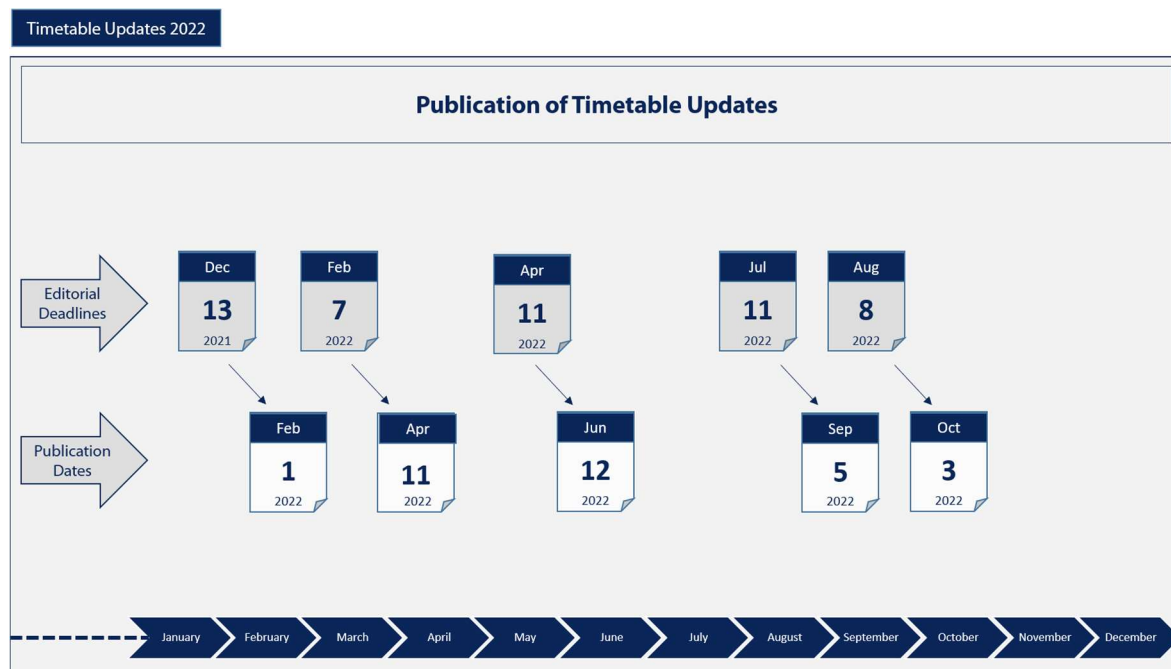 Timetable Updates 2022
Publication of Timetable Updates
Editorial
Deadlines
Dec
13
2021
Feb
7
2022
Apr
11
2022
Jul
11
2022
Aug
8
2022
Publication
Dates
Feb
1
2022
Apr
11
2022
Jun
12
2022
Sep
5
2022
Oct
3
2022
January February March April May June July August September October November December